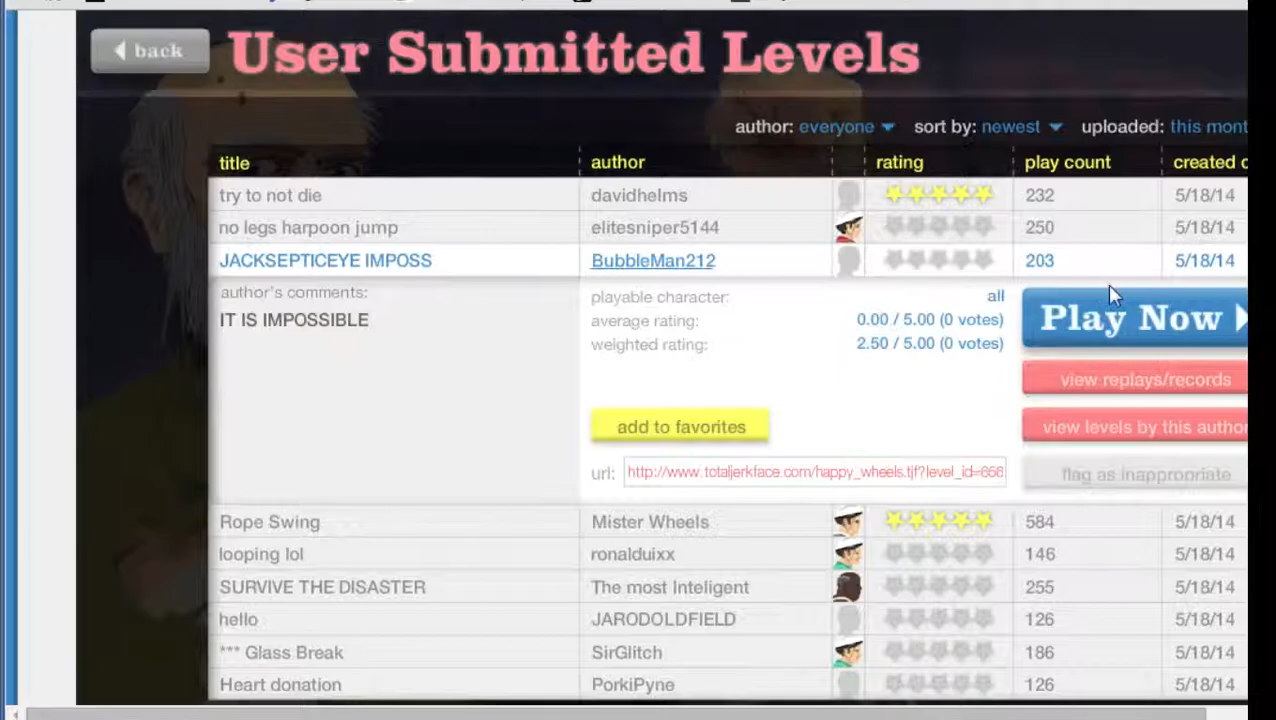 back
User Submitted Levels
author: everyone sort by: newest uploaded: this mont
title author rating play count created
try to not die davidhelms 232 5/18/14
no legs harpoon jump elitesniper5144 250 5/18/14
JACKSEPTICEYE IMPOSS BubbleMan212 203 5/18/14
author's comments:
IT IS IMPOSSIBLE
playable character: all
average rating: 0.00 / 5.00 (0 votes)
weighted rating: 2.50 / 5.00 (0 votes)
Play Now
view replays/records
add to favorites
view levels by this author
url: http://www.totaljerkface.com/happy_wheels.tjf?level_id=656
flag as inappropriate
Rope Swing Mister Wheels 584 5/18/14
looping lol ronalduixx 146 5/18/14
SURVIVE THE DISASTER The most Inteligent 255 5/18/14
hello JARODOLDFIELD 126 5/18/14
*** Glass Break SirGlitch 186 5/18/14
Heart donation PorkiPyne 126 5/18/14